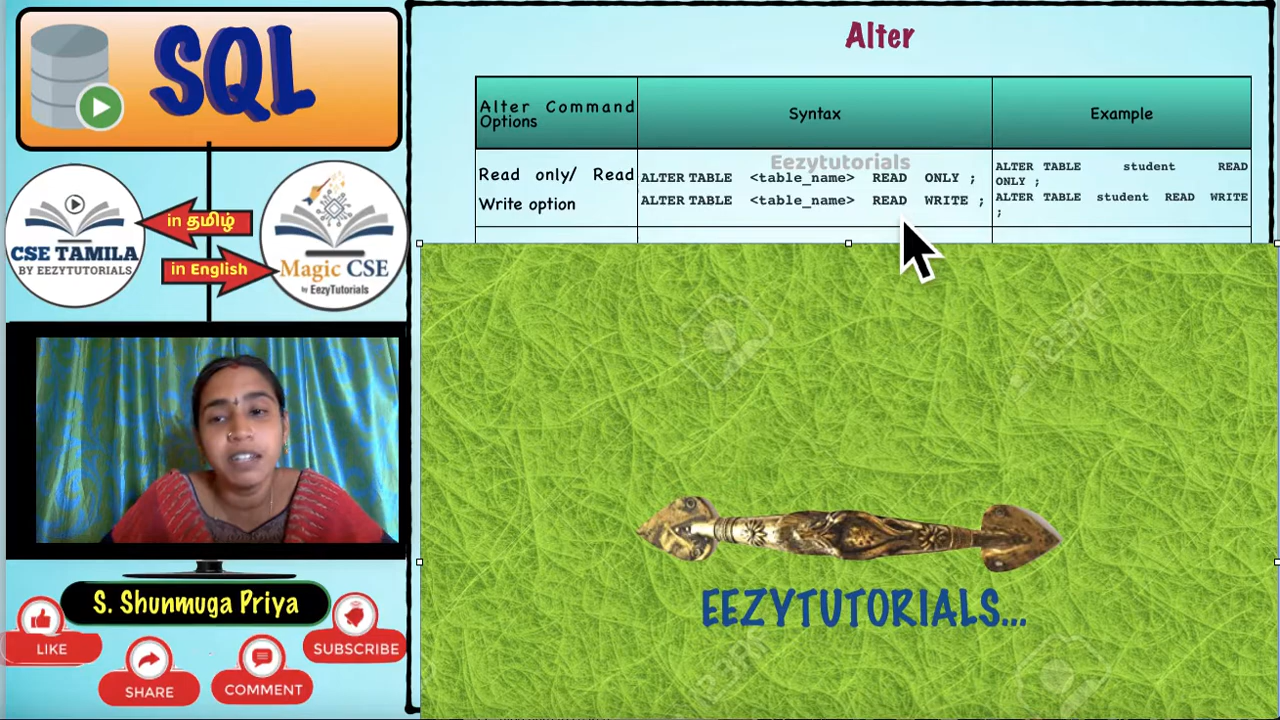 SQL
in தமிழ்
in English
CSE TAMILA
BY EEZYTUTORIALS
Magic CSE
by EezyTutorials
S. Shunmuga Priya
LIKE
SHARE
COMMENT
SUBSCRIBE
Alter
Alter Command
Options
Syntax
Example
Read only/ Read
Write option
Eezytutorials
ALTER TABLE <table_name> READ ONLY ;
ALTER TABLE <table_name> READ WRITE ;
ALTER TABLE student READ
ONLY ;
ALTER TABLE student READ WRITE
;
123RF
EEZYTUTORIALS...
123RF